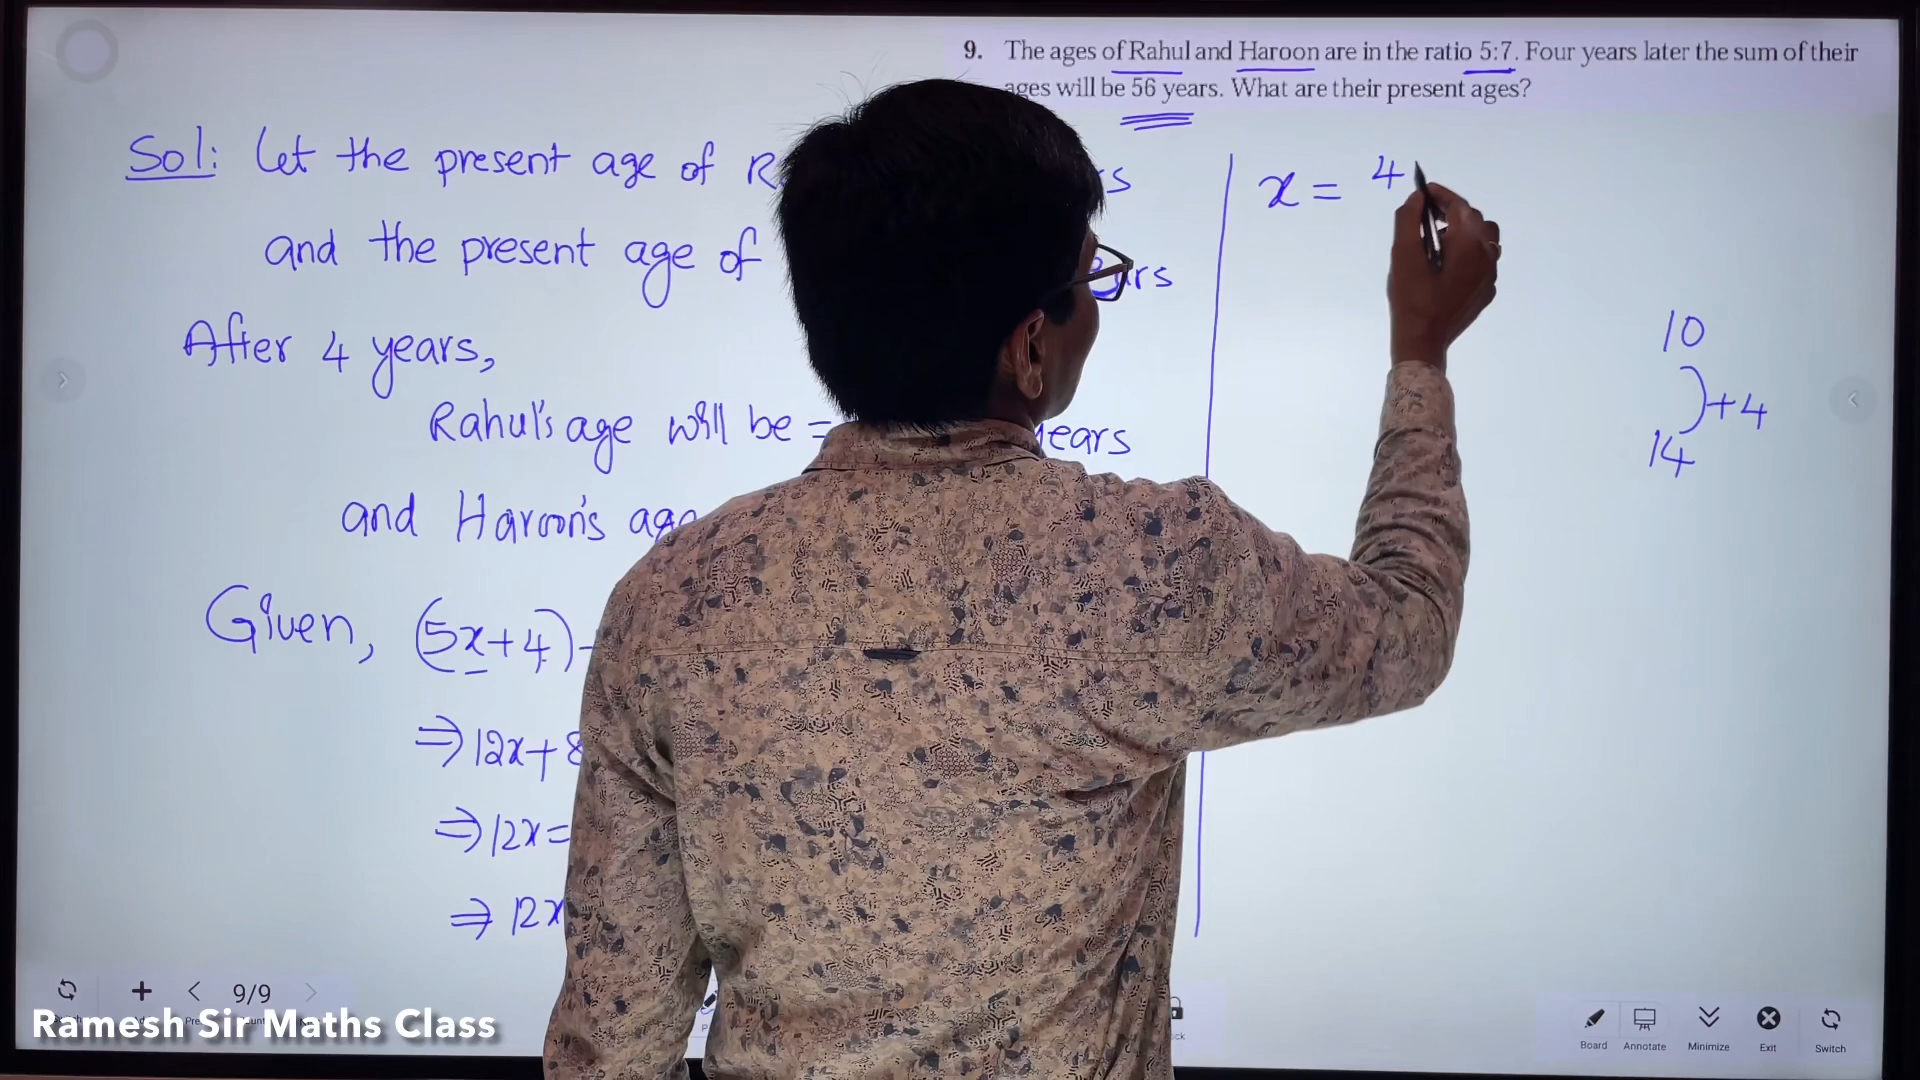 9. The ages of Rahul and Haroon are in the ratio 5:7. Four years later the sum of their
ages will be 56 years. What are their present ages?
Sol: Let the present age of
and the present age of
After 4 years,
Rahul's age will be = years
and Haroon's age
Given, (5x+4)
⇒ 12x+8
⇒ 12x=
⇒ 12x
x = 4
10
)+4
14
9/9
Board
Annotate
Minimize
Exit
Switch
Ramesh Sir Maths Class